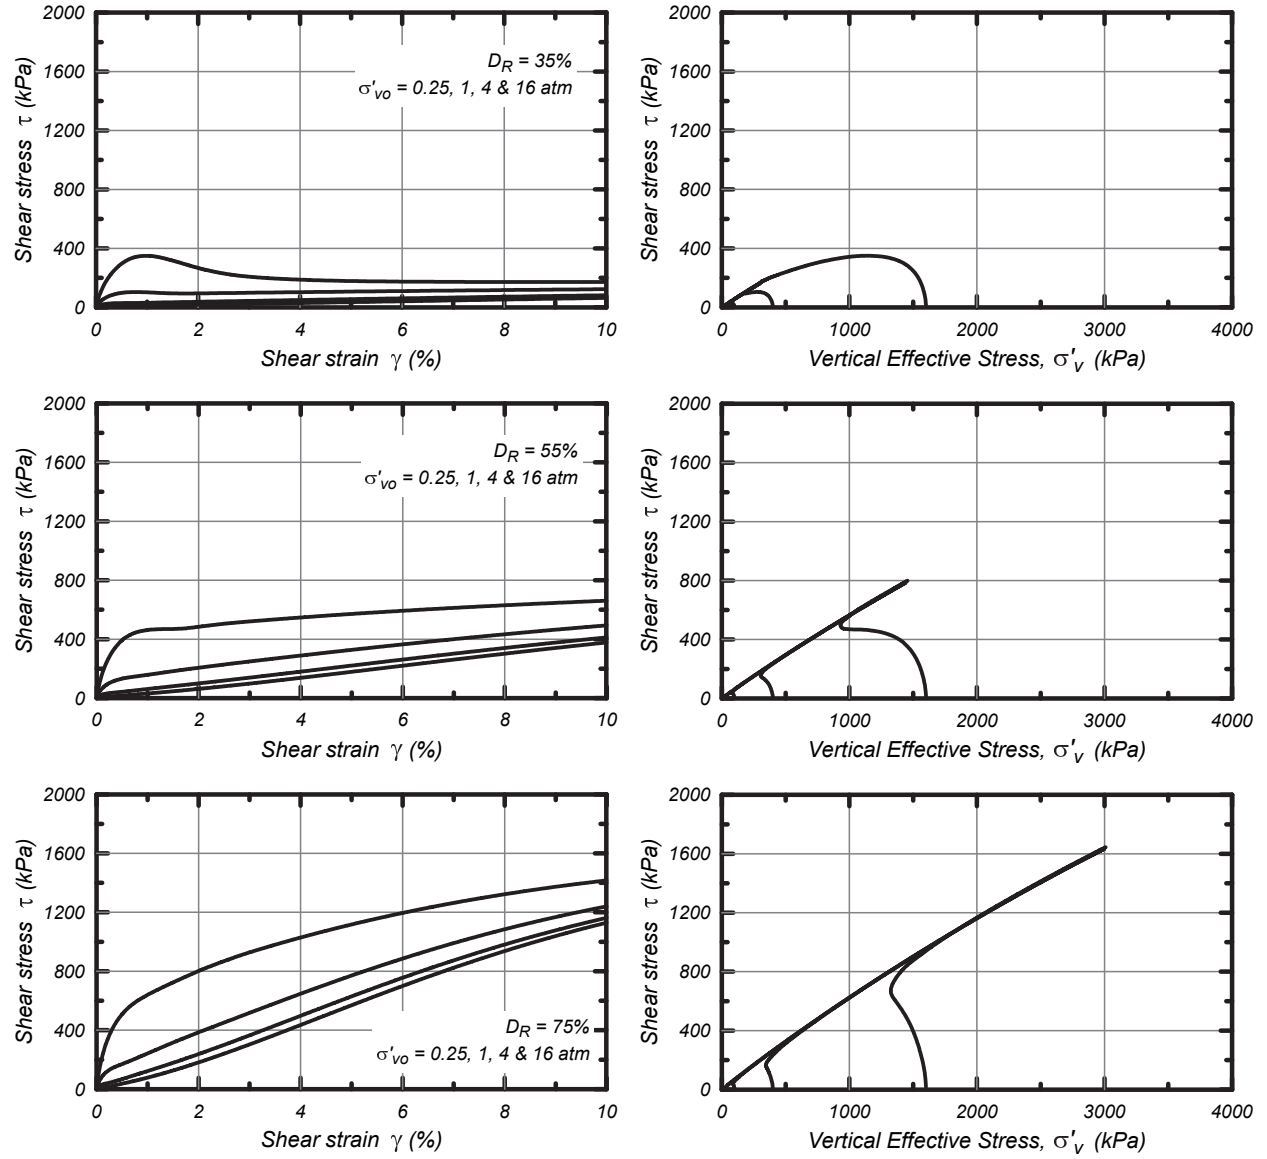 2000
1600
1200
800
400
0
Shear stress τ (kPa)
D_R = 35%
σ'_vo = 0.25, 1, 4 & 16 atm
0 2 4 6 8 10
Shear strain γ (%)
2000
1600
1200
800
400
0
Shear stress τ (kPa)
0 1000 2000 3000 4000
Vertical Effective Stress, σ'_v (kPa)
2000
1600
1200
800
400
0
Shear stress τ (kPa)
D_R = 55%
σ'_vo = 0.25, 1, 4 & 16 atm
0 2 4 6 8 10
Shear strain γ (%)
2000
1600
1200
800
400
0
Shear stress τ (kPa)
0 1000 2000 3000 4000
Vertical Effective Stress, σ'_v (kPa)
2000
1600
1200
800
400
0
Shear stress τ (kPa)
D_R = 75%
σ'_vo = 0.25, 1, 4 & 16 atm
0 2 4 6 8 10
Shear strain γ (%)
2000
1600
1200
800
400
0
Shear stress τ (kPa)
0 1000 2000 3000 4000
Vertical Effective Stress, σ'_v (kPa)